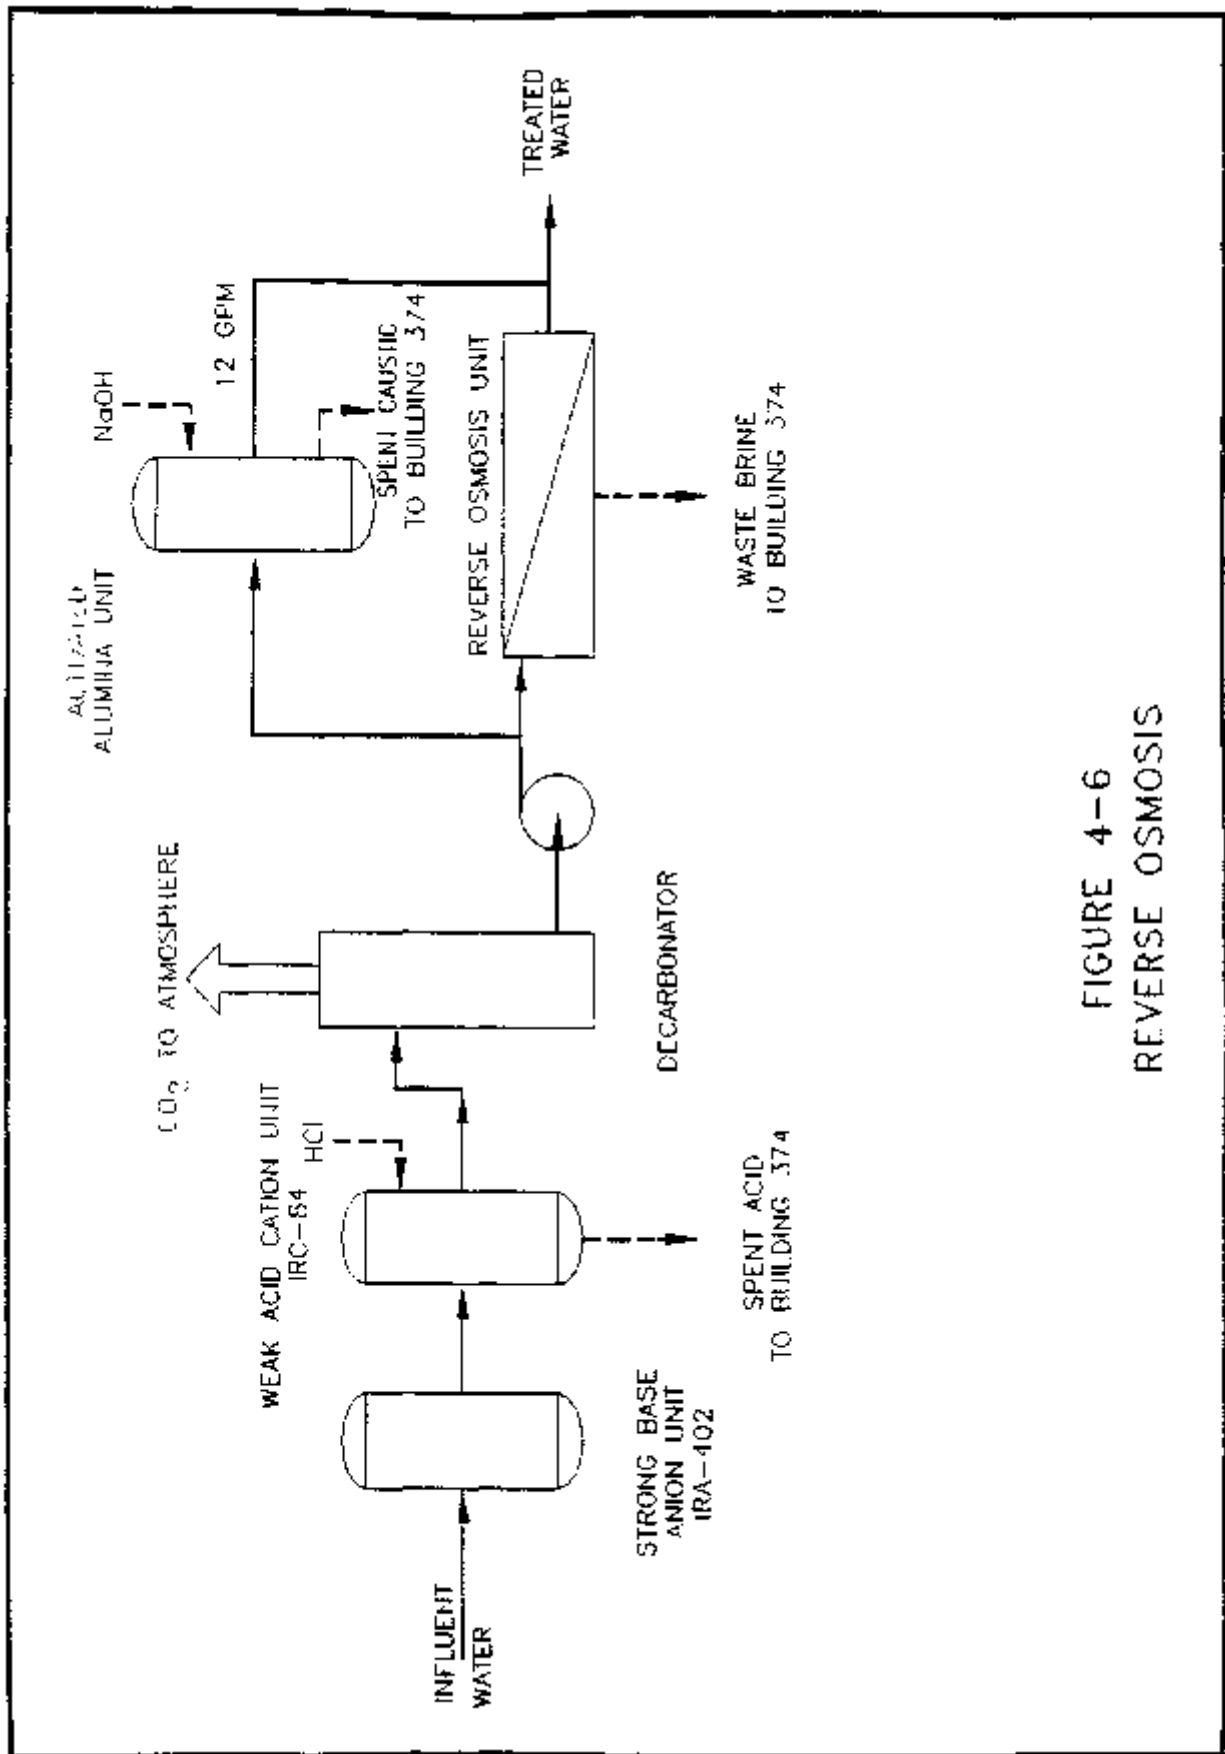 INFLUENT
WATER
STRONG BASE
ANION UNIT
IRA-402
WEAK ACID CATION UNIT
IRC-84
HCl
SPENT ACID
TO BUILDING 374
CO2 TO ATMOSPHERE
DECARBONATOR
ALUMINA UNIT
NaOH
12 GPM
SPENT CAUSTIC
TO BUILDING 374
REVERSE OSMOSIS UNIT
WASTE BRINE
TO BUILDING 374
TREATED
WATER
FIGURE 4-6
REVERSE OSMOSIS